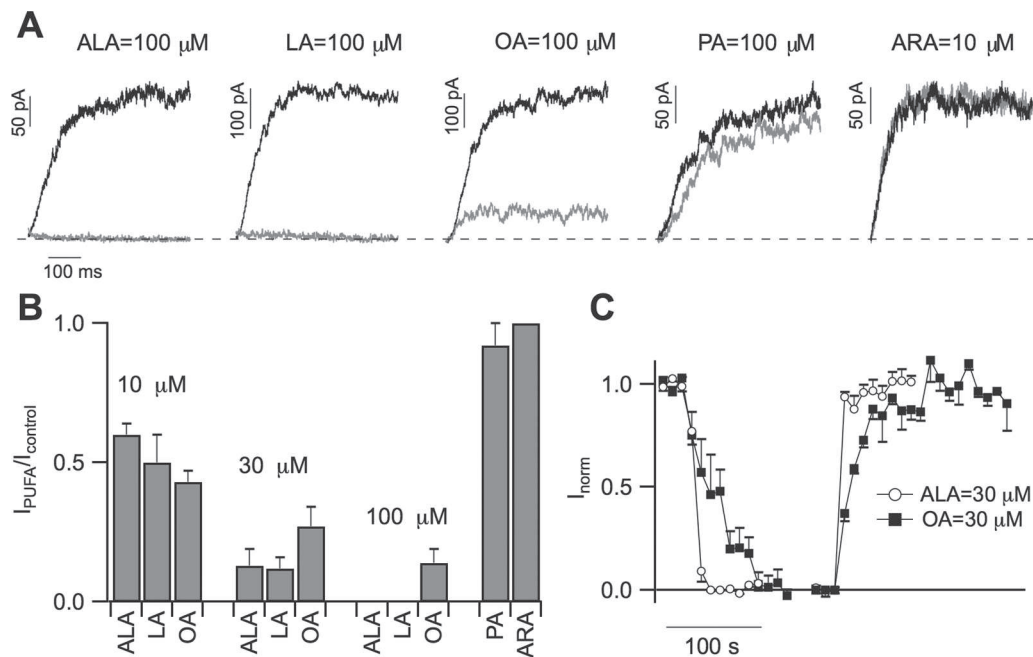 A
ALA=100 μM LA=100 μM OA=100 μM PA=100 μM ARA=10 μM
50 pA 100 pA 100 pA 50 pA 50 pA
100 ms
B
I_PUFA/I_control
1.0
0.5
0.0
10 μM
30 μM
100 μM
ALA LA OA ALA LA OA ALA LA OA PA ARA
C
I_norm
1.0
0.5
0.0
ALA=30 μM
OA=30 μM
100 s